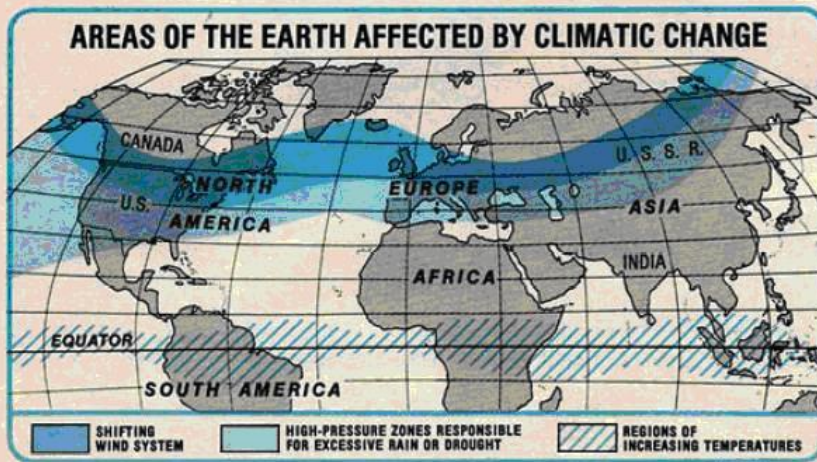 AREAS OF THE EARTH AFFECTED BY CLIMATIC CHANGE
CANADA
U. S. S. R.
NORTH
EUROPE
U.S.
ASIA
AMERICA
INDIA
AFRICA
EQUATOR
SOUTH AMERICA
SHIFTING
WIND SYSTEM
HIGH-PRESSURE ZONES RESPONSIBLE
FOR EXCESSIVE RAIN OR DROUGHT
REGIONS OF
INCREASING TEMPERATURES